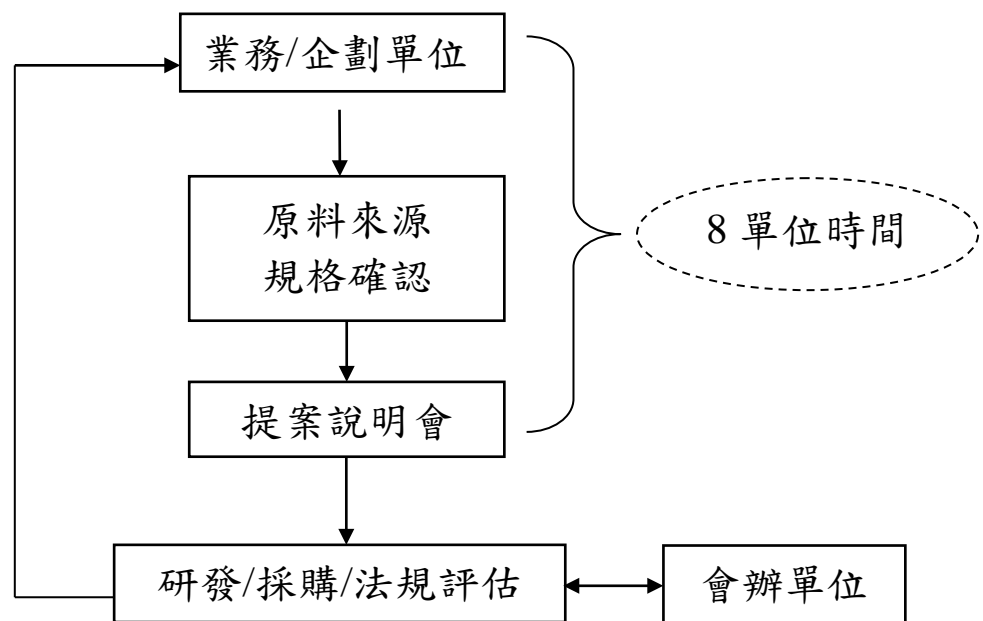 業務/企劃單位
原料來源
規格確認
8 單位時間
提案說明會
研發/採購/法規評估
會辦單位